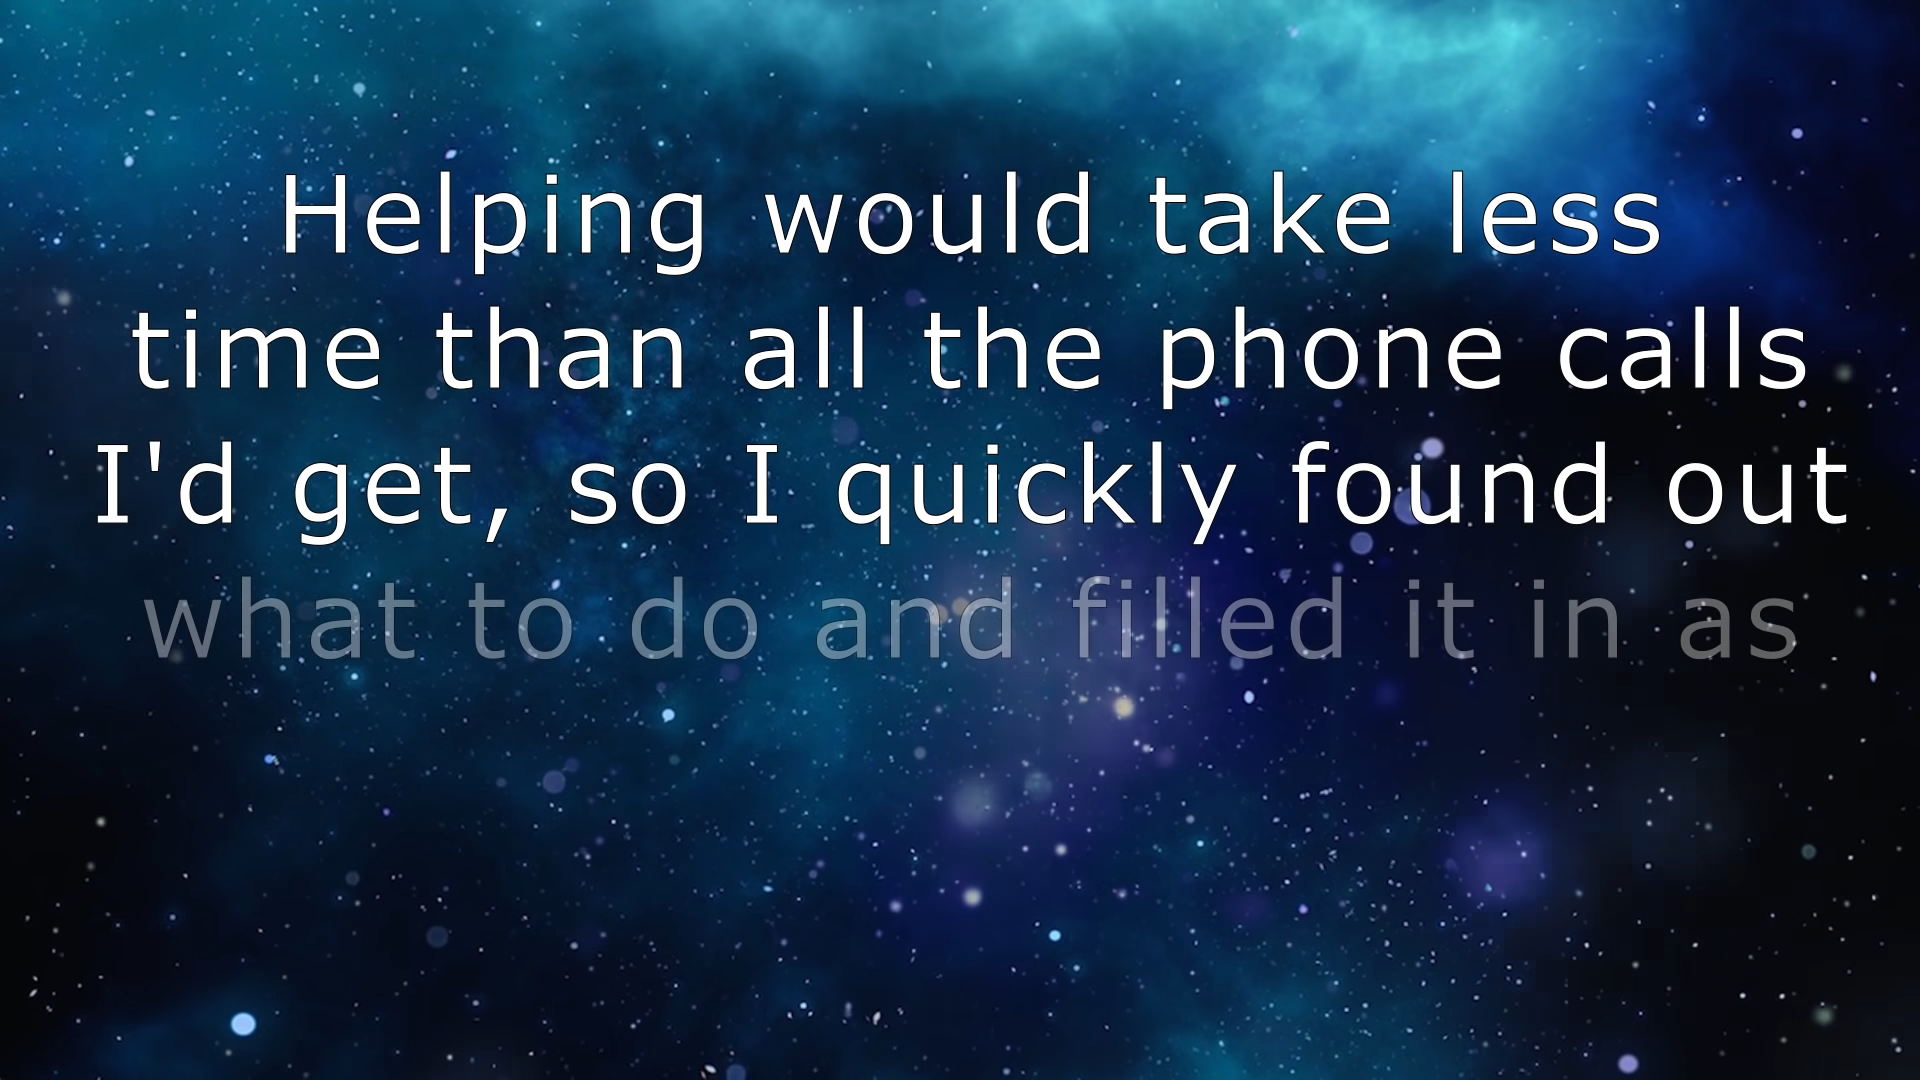 Helping would take less
time than all the phone calls
I'd get, so I quickly found out
what to do and filled it in as